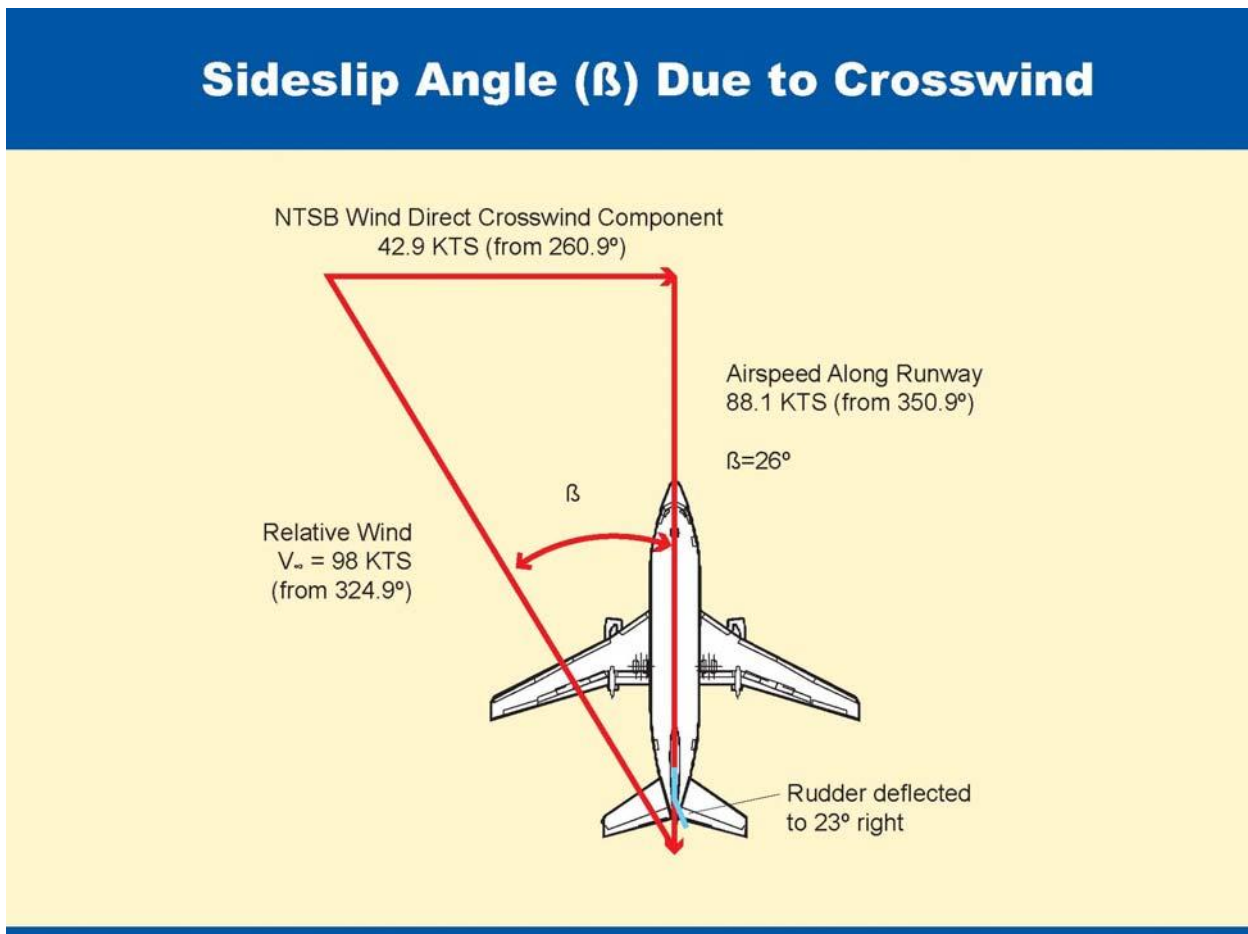 Sideslip Angle (ß) Due to Crosswind
NTSB Wind Direct Crosswind Component
42.9 KTS (from 260.9º)
Airspeed Along Runway
88.1 KTS (from 350.9º)
ß=26º
ß
Relative Wind
V∞ = 98 KTS
(from 324.9º)
Rudder deflected
to 23º right